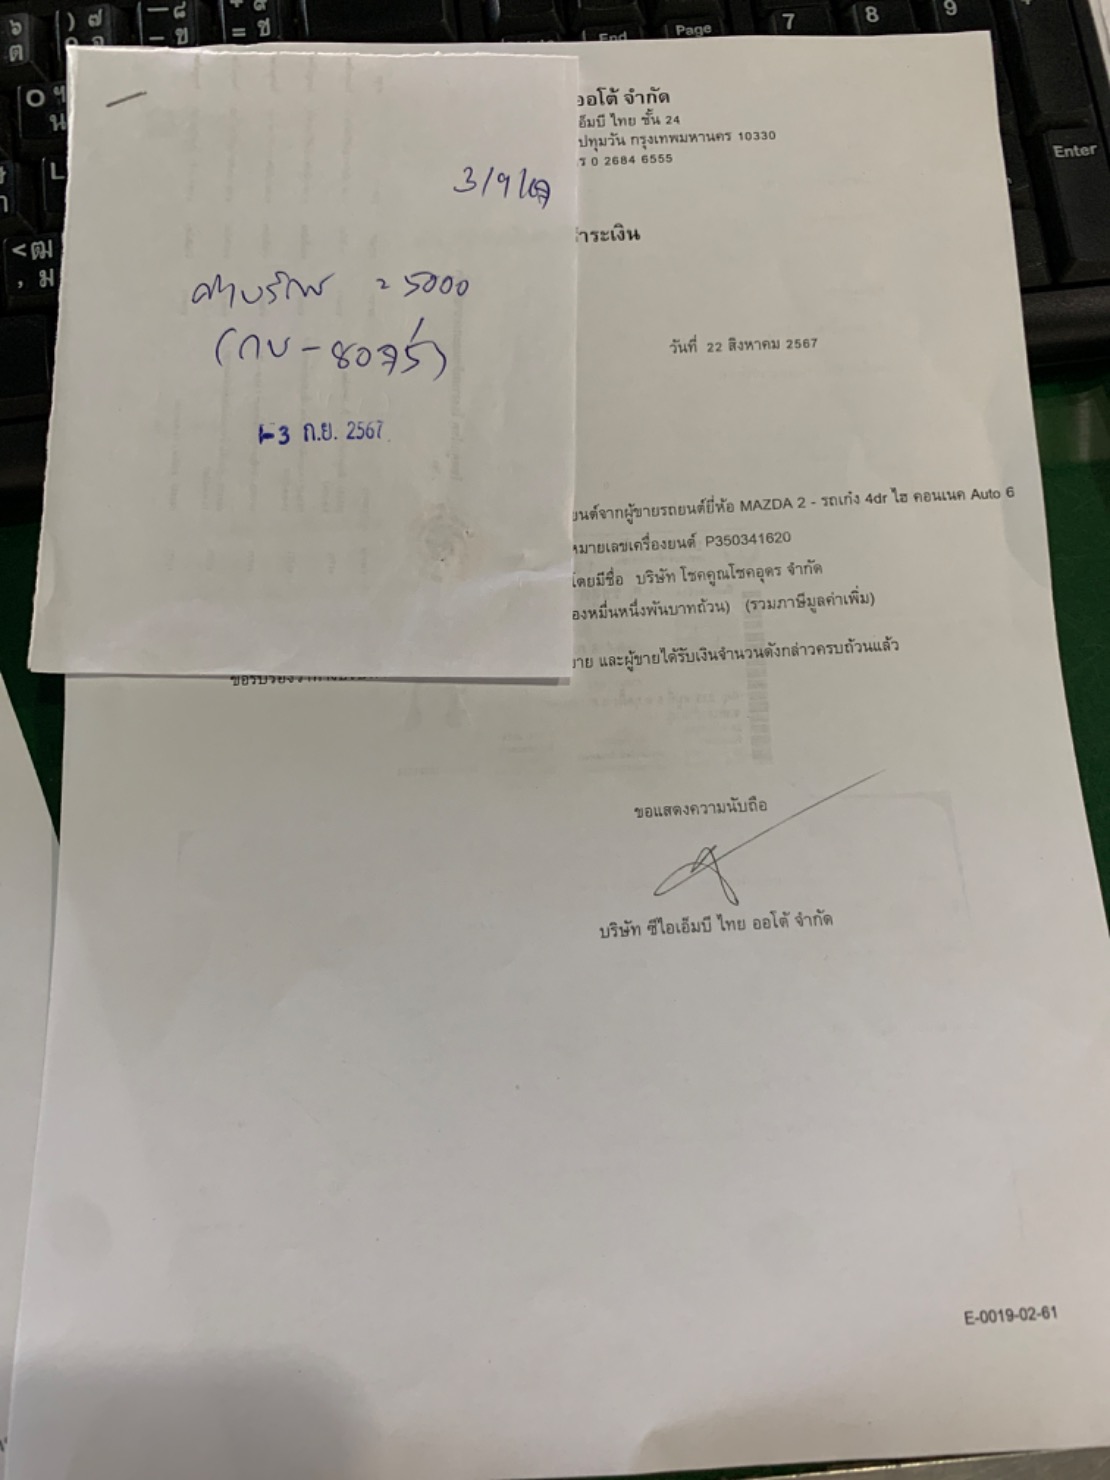 3/9/67
ค่าบริการ = 5000
(กบ - ชอจร์)
1-3 ก.ย. 2567
ออโต้ จำกัด
อ็มบี ไทย ชั้น 24
ปทุมวัน กรุงเทพมหานคร 10330
ร 0 2684 6555
ำระเงิน
วันที่ 22 สิงหาคม 2567
ยนต์จากผู้ขายรถยนต์ยี่ห้อ MAZDA 2 - รถเก๋ง 4dr ไฮ คอนเนค Auto 6
หมายเลขเครื่องยนต์ P350341620
โดยมีชื่อ บริษัท โชคคูณโชคอุดร จำกัด
องหมื่นหนึ่งพันบาทถ้วน) (รวมภาษีมูลค่าเพิ่ม)
าย และผู้ขายได้รับเงินจำนวนดังกล่าวครบถ้วนแล้ว
ขอแสดงความนับถือ
บริษัท ซีไอเอ็มบี ไทย ออโต้ จำกัด
E-0019-02-61